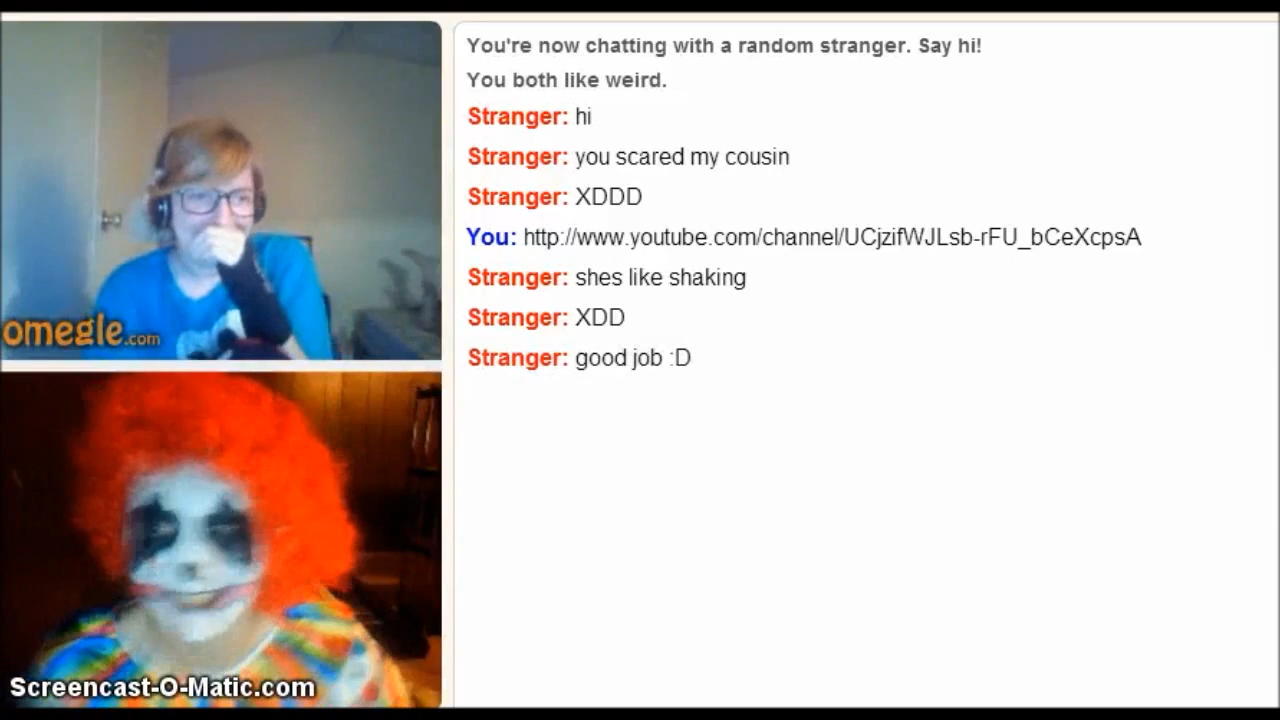 You're now chatting with a random stranger. Say hi!
You both like weird.
Stranger: hi
Stranger: you scared my cousin
Stranger: XDDD
You: http://www.youtube.com/channel/UCjzifWJLsb-rFU_bCeXcpsA
Stranger: shes like shaking
Stranger: XDD
Stranger: good job :D
omegle.com
Screencast-O-Matic.com